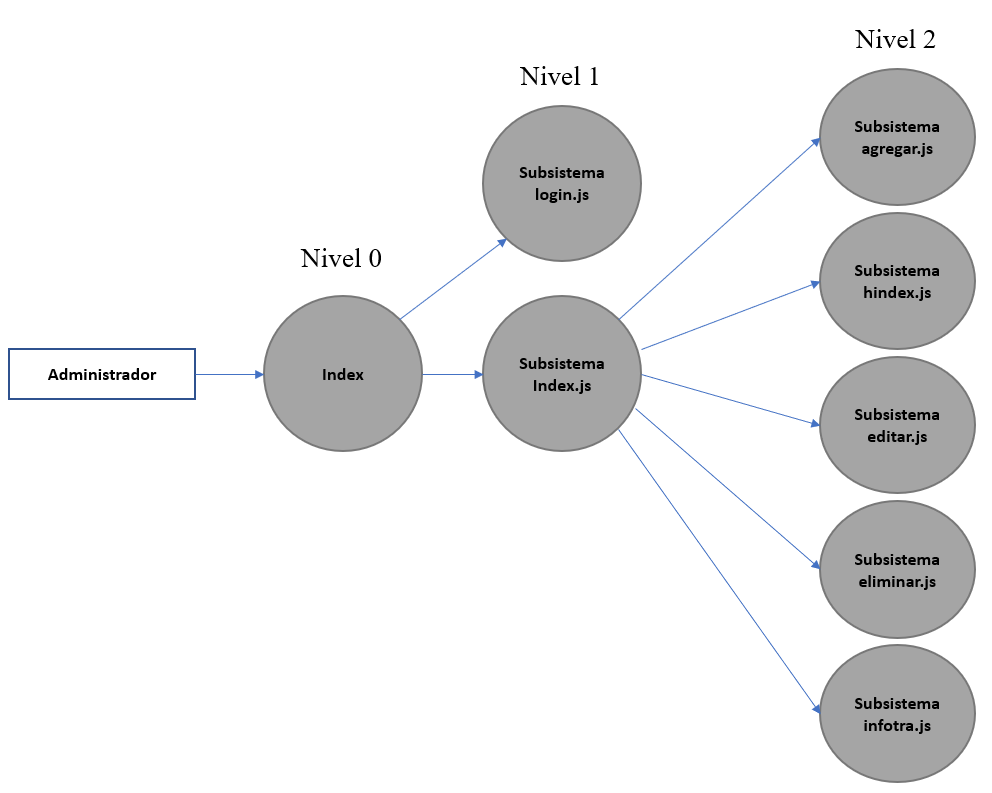 Nivel 2
Nivel 1
Nivel 0
Administrador
Index
Subsistema
login.js
Subsistema
Index.js
Subsistema
agregar.js
Subsistema
hindex.js
Subsistema
editar.js
Subsistema
eliminar.js
Subsistema
infotra.js